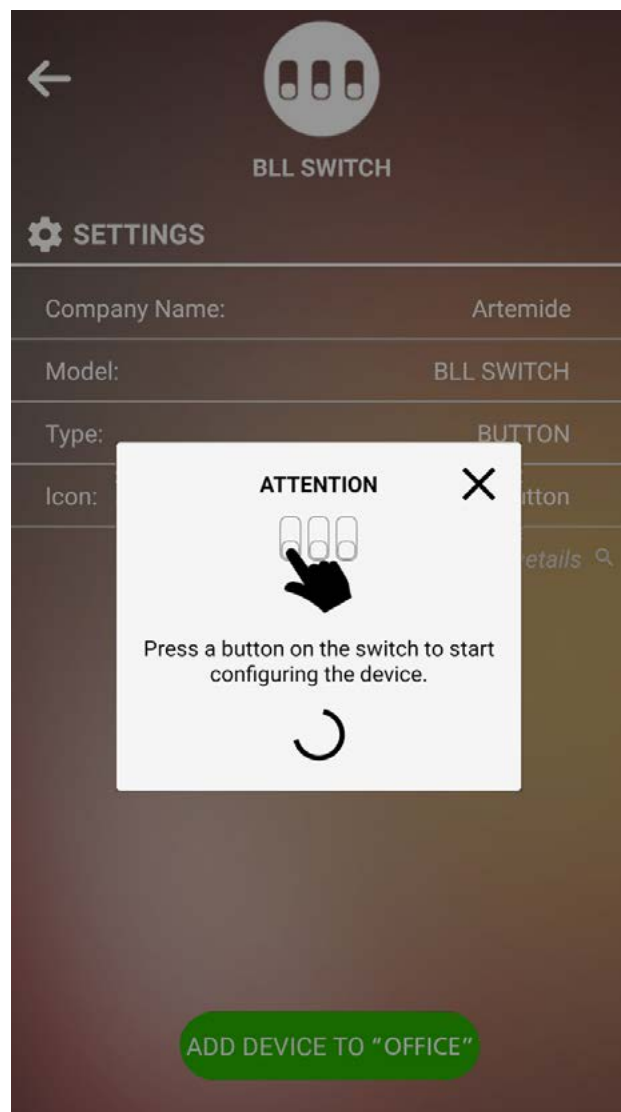 BLL SWITCH
SETTINGS
Company Name: Artemide
Model: BLL SWITCH
Type: BUTTON
Icon:
ATTENTION
Press a button on the switch to start
configuring the device.
ADD DEVICE TO “OFFICE”